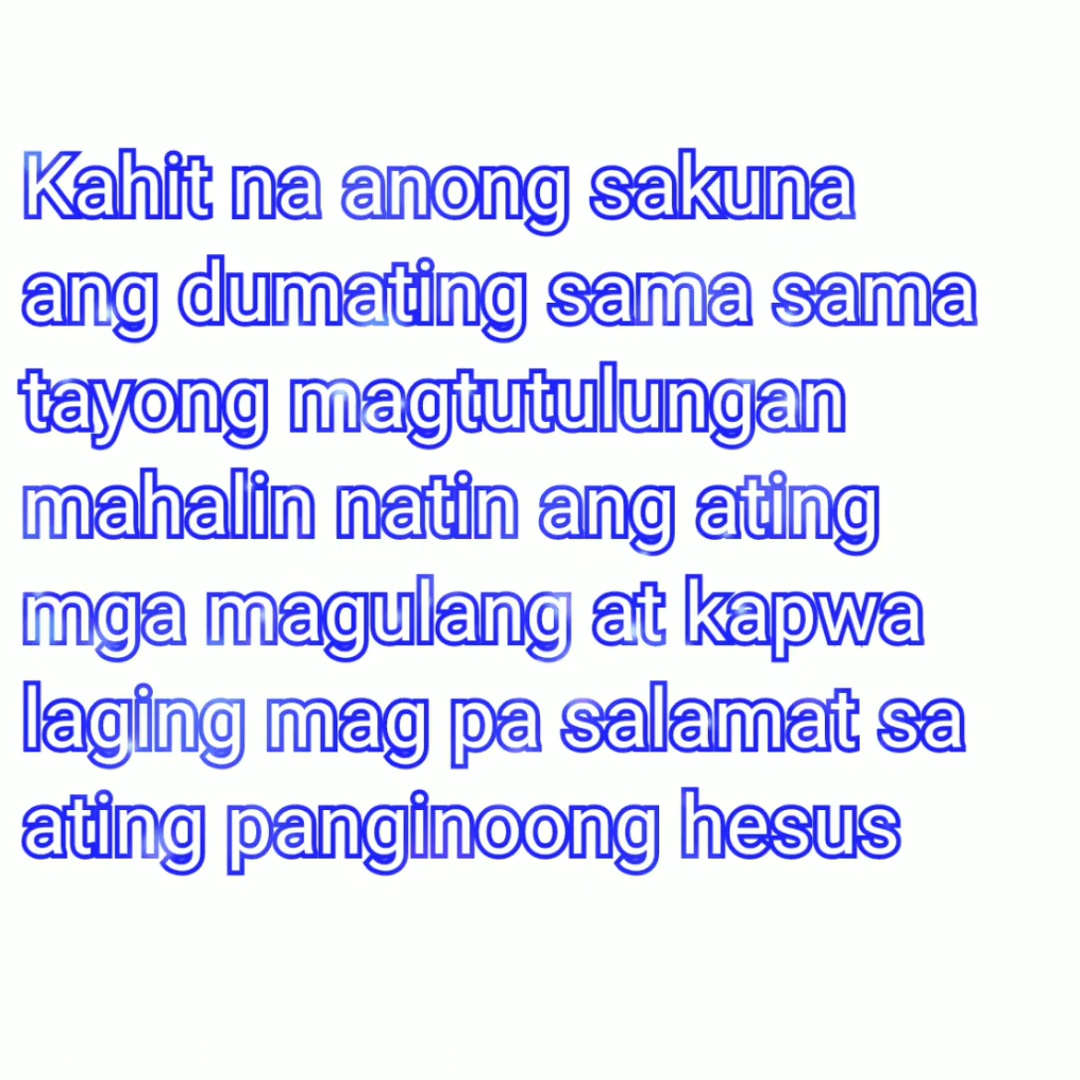 Kahit na anong sakuna
ang dumating sama sama
tayong magtutulungan
mahalin natin ang ating
mga magulang at kapwa
laging mag pa salamat sa
ating panginoong hesus